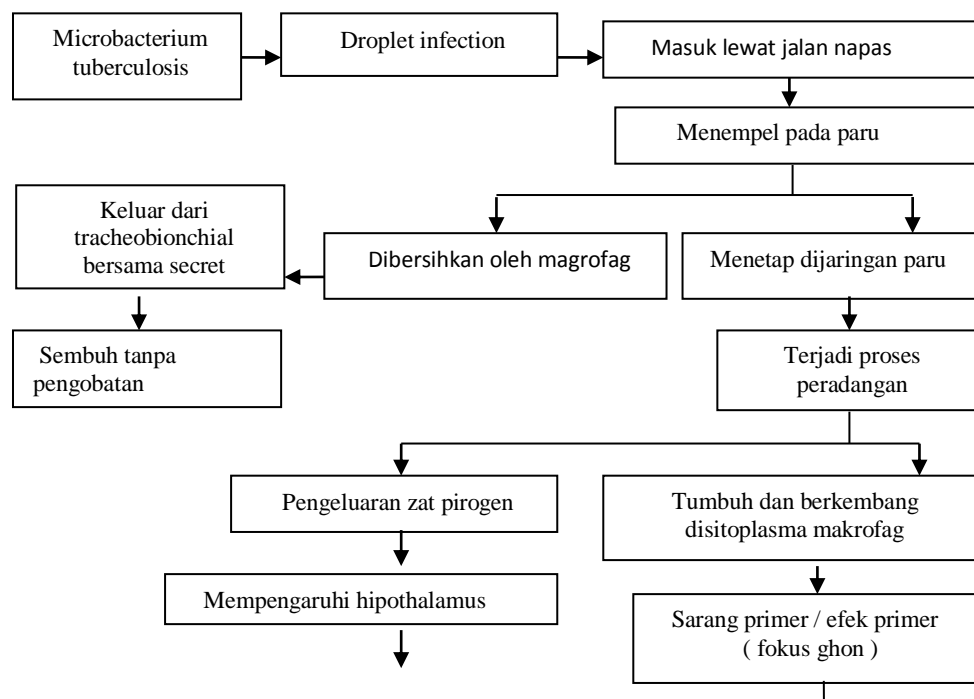 Microbacterium
tuberculosis
Droplet infection
Masuk lewat jalan napas
Menempel pada paru
Keluar dari
tracheobionchial
bersama secret
Dibersihkan oleh magrofag
Menetap dijaringan paru
Sembuh tanpa
pengobatan
Terjadi proses
peradangan
Pengeluaran zat pirogen
Tumbuh dan berkembang
disitoplasma makrofag
Mempengaruhi hipothalamus
Sarang primer / efek primer
( fokus ghon )